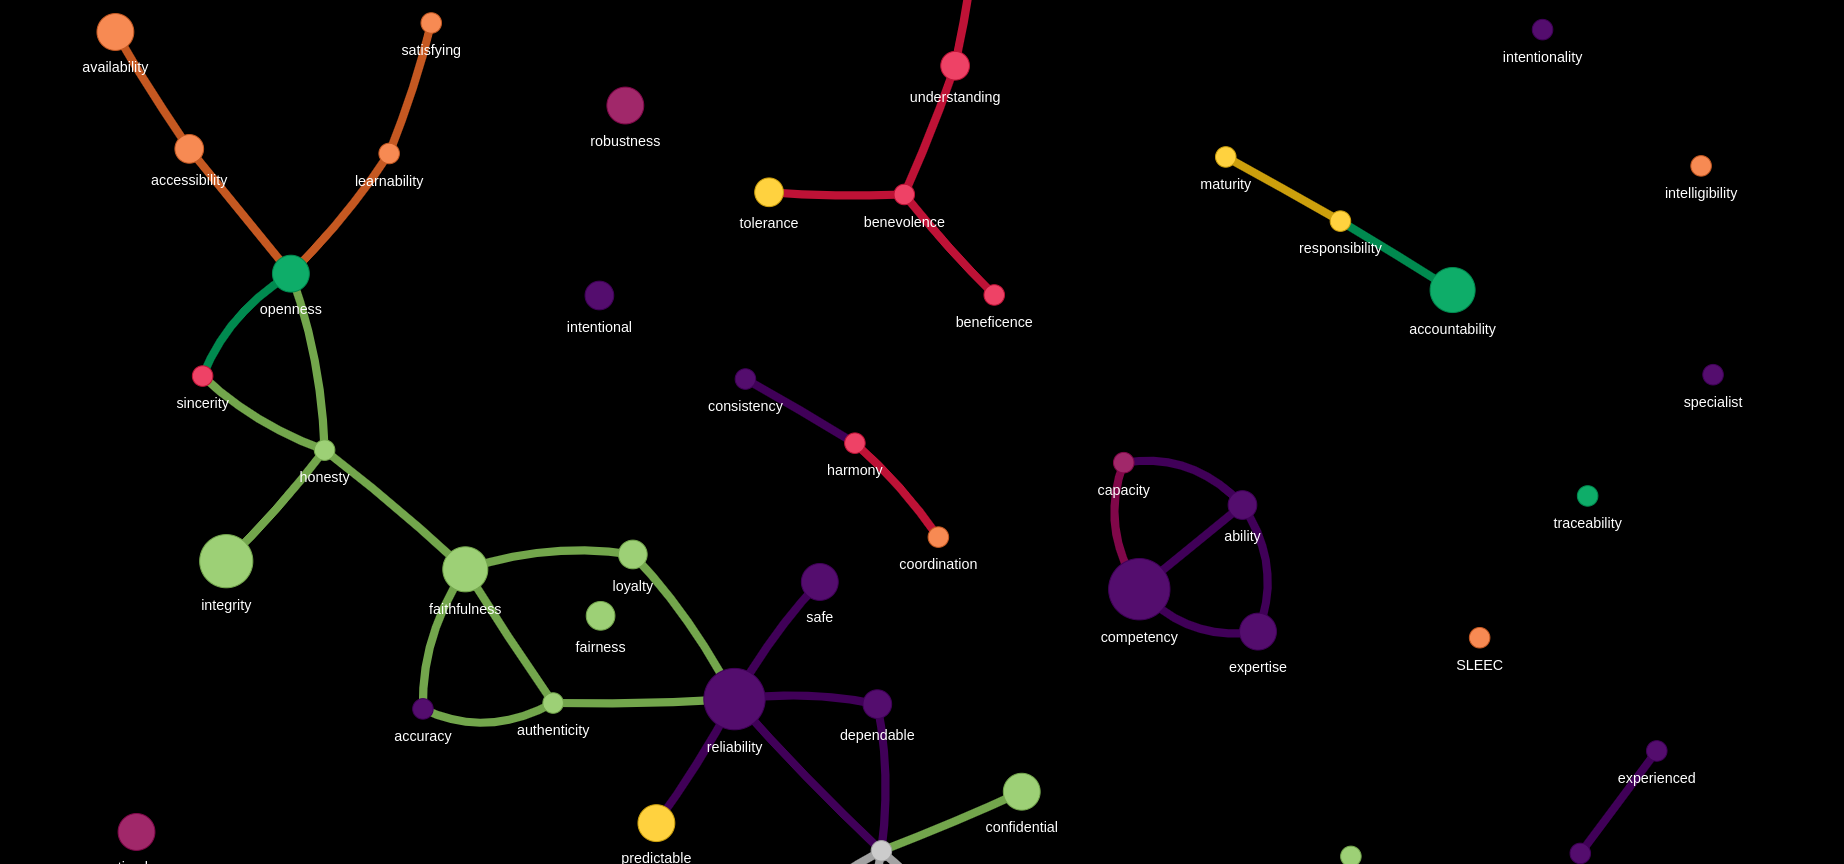 intentionality
satisfying
availability
understanding
robustness
accessibility
learnability
maturity
intelligibility
tolerance
benevolence
responsibility
openness
beneficence
intentional
accountability
sincerity
consistency
specialist
harmony
honesty
capacity
traceability
ability
coordination
loyalty
integrity
faithfulness
safe
competency
fairness
expertise
SLEEC
authenticity
accuracy
dependable
reliability
experienced
confidential
predictable